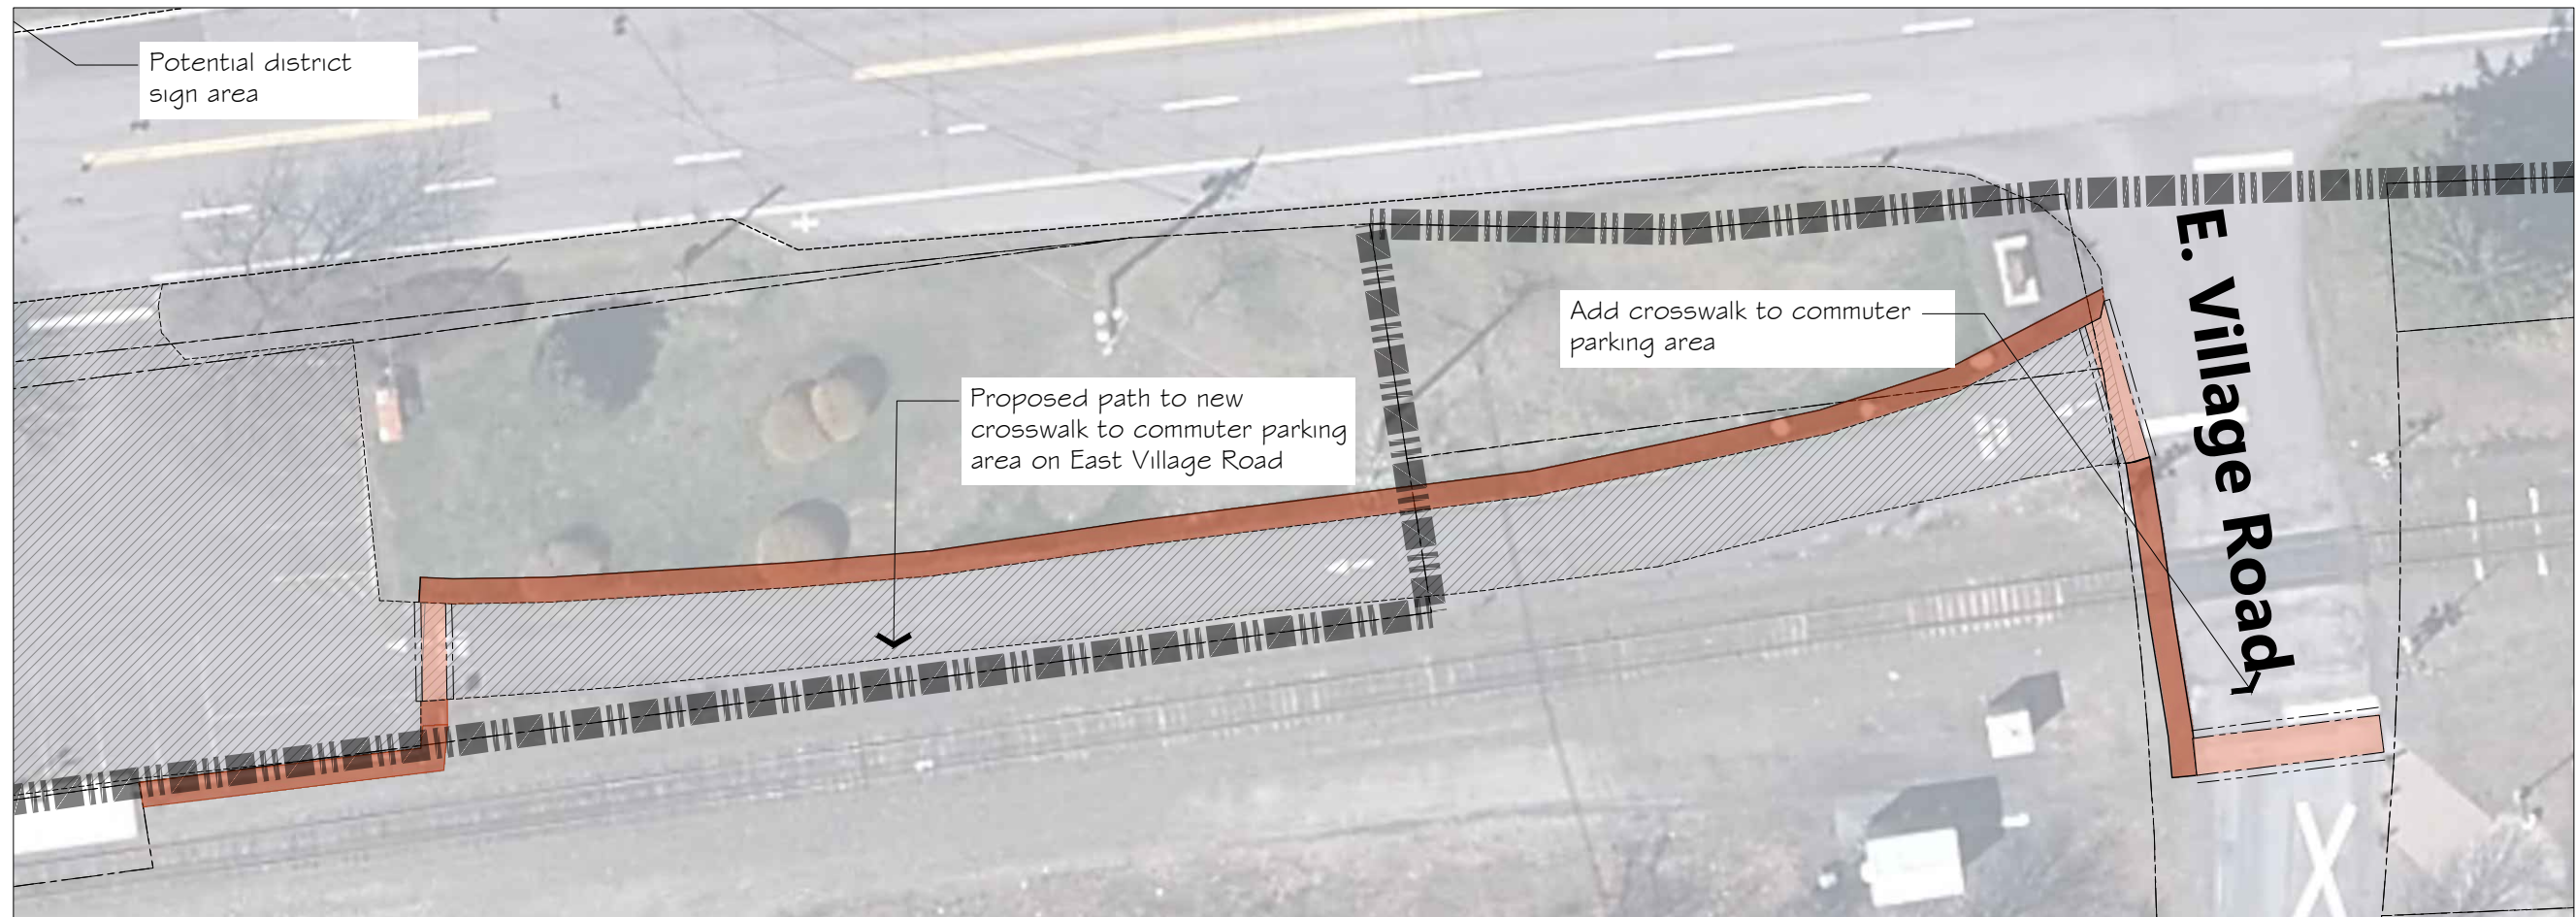 Potential district
sign area
Proposed path to new
crosswalk to commuter parking
area on East Village Road
Add crosswalk to commuter
parking area
E. Village Road